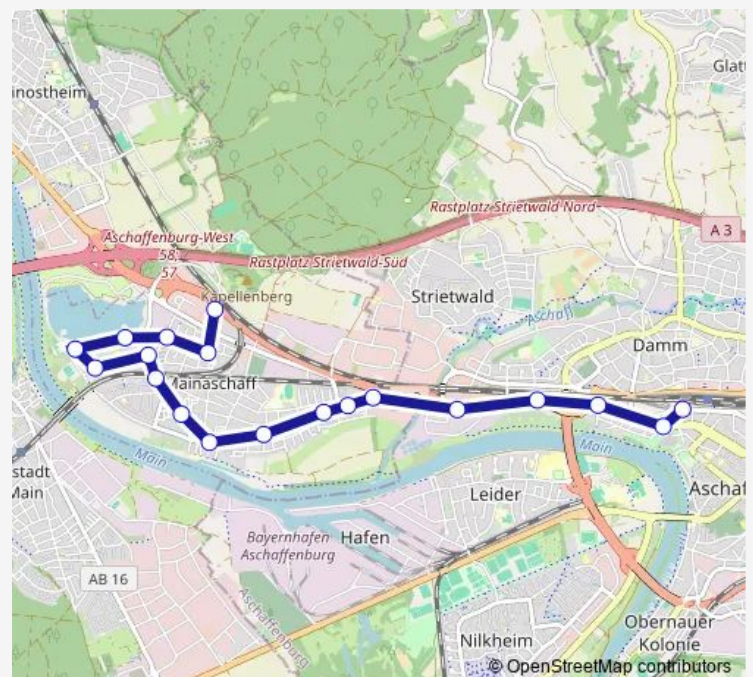 Glatt
inostheim
Rastplatz Strietwald-Nord
A 3
Aschaffenburg-West
58
57
Rastplatz Strietwald-Süd
Kapellenberg
Strietwald
Aschaff
Damm
Mainaschaff
Main
Main
stadt
Main
Leider
Aschaf
Bayernhafen
Aschaffenburg
Hafen
AB 16
Aschaffenburg
Obernauer
Kolonie
Nilkheim
© OpenStreetMap contributors